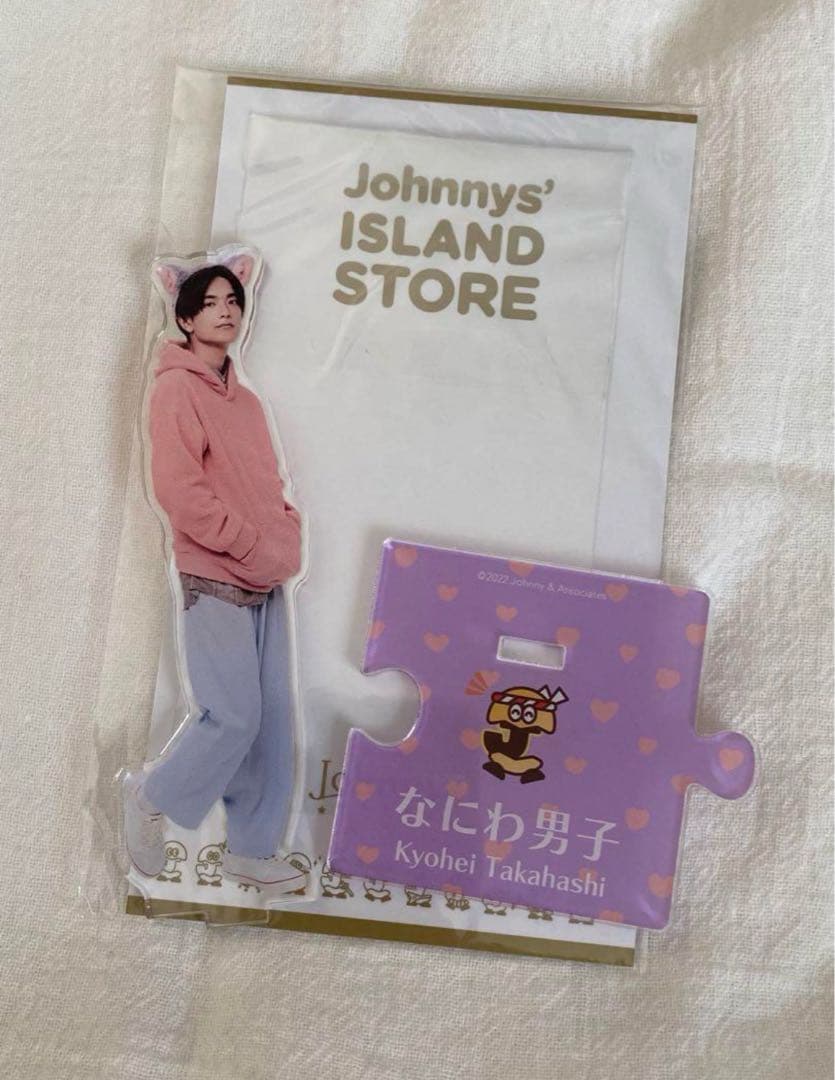 Johnnys'
ISLAND
STORE
©2022 Johnny & Associates
なにわ男子
Kyohei Takahashi